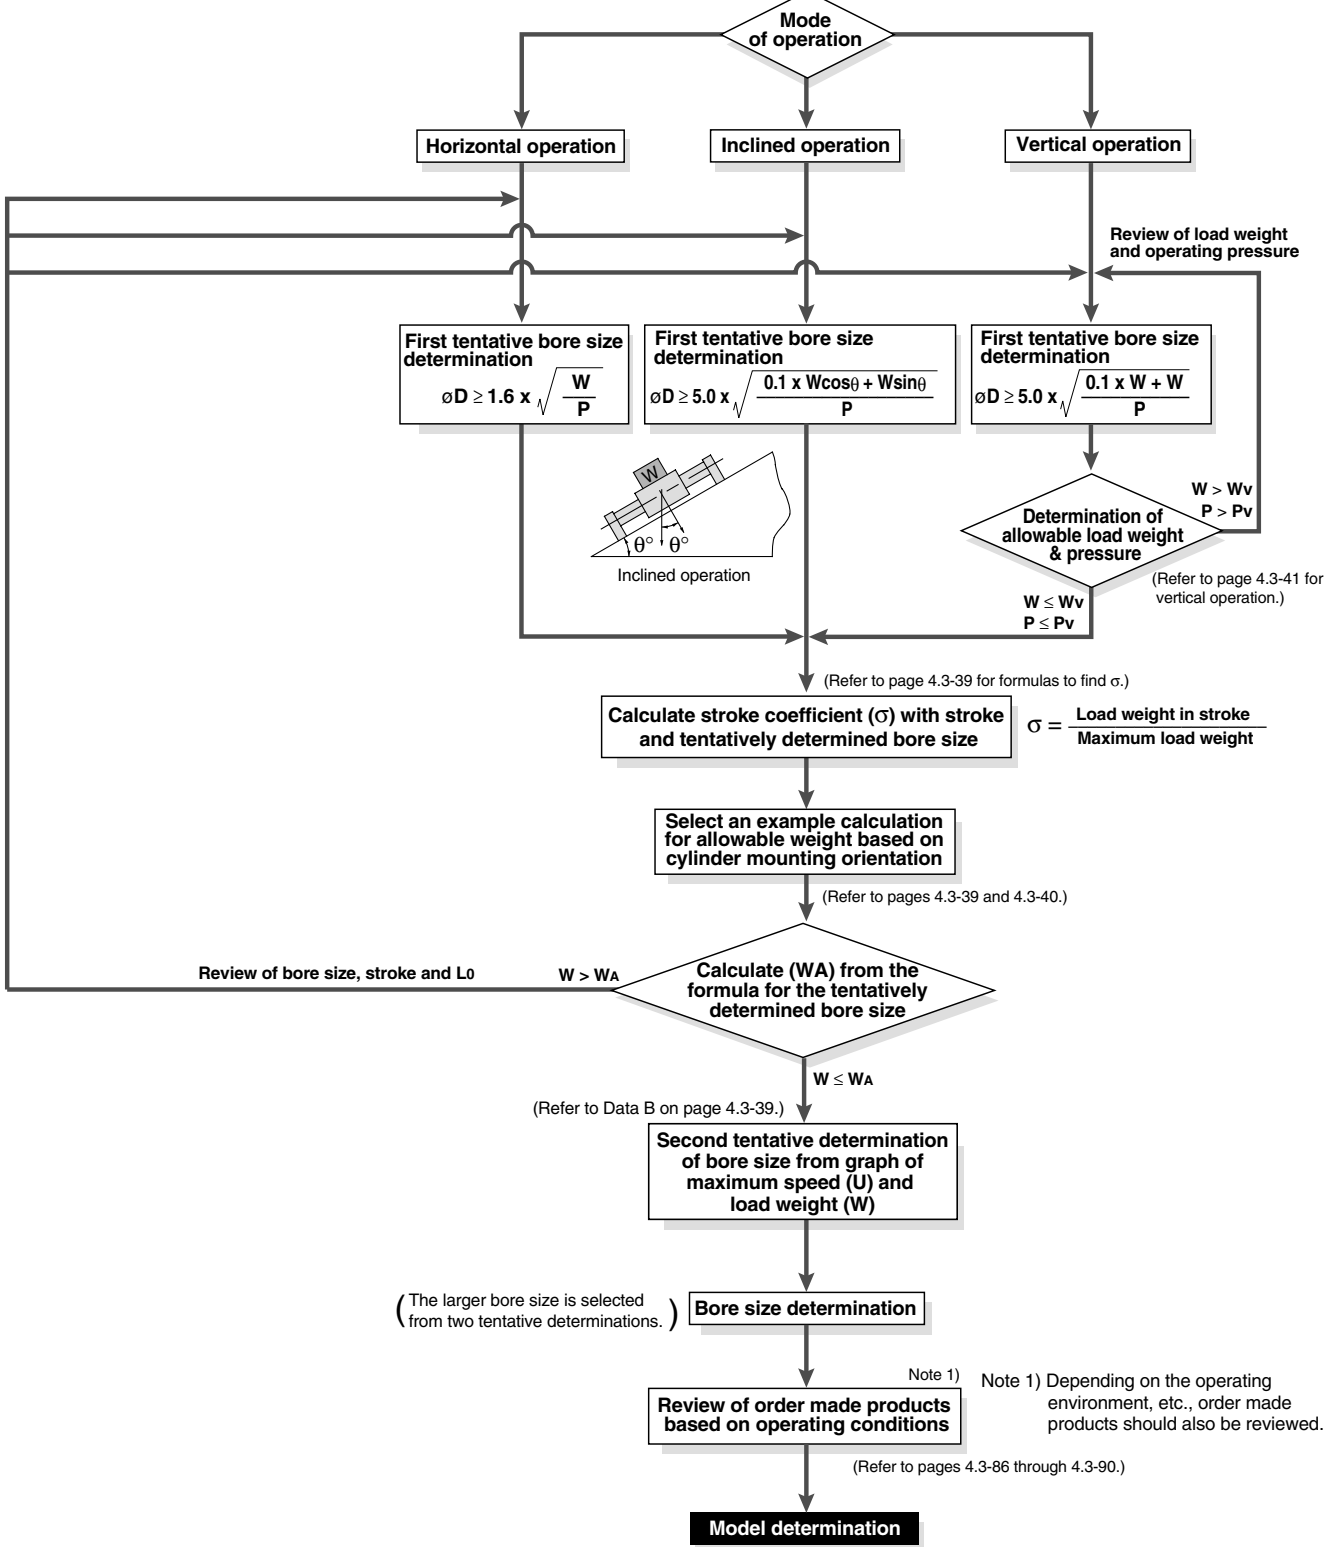 Mode
of operation
Horizontal operation
Inclined operation
Vertical operation
Review of load weight
and operating pressure
First tentative bore size
determination
øD ≥ 1.6 x √ W
P
First tentative bore size
determination
øD ≥ 5.0 x √ 0.1 x Wcosθ + Wsinθ
P
First tentative bore size
determination
øD ≥ 5.0 x √ 0.1 x W + W
P
W
θ° θ°
Inclined operation
W > Wv
P > Pv
Determination of
allowable load weight
& pressure
(Refer to page 4.3-41 for
vertical operation.)
W ≤ Wv
P ≤ Pv
(Refer to page 4.3-39 for formulas to find σ.)
Calculate stroke coefficient (σ) with stroke
and tentatively determined bore size
σ = Load weight in stroke
Maximum load weight
Select an example calculation
for allowable weight based on
cylinder mounting orientation
(Refer to pages 4.3-39 and 4.3-40.)
Review of bore size, stroke and L0
W > WA
Calculate (WA) from the
formula for the tentatively
determined bore size
W ≤ WA
(Refer to Data B on page 4.3-39.)
Second tentative determination
of bore size from graph of
maximum speed (U) and
load weight (W)
(The larger bore size is selected
from two tentative determinations.)
Bore size determination
Note 1)
Review of order made products
based on operating conditions
Note 1) Depending on the operating
environment, etc., order made
products should also be reviewed.
(Refer to pages 4.3-86 through 4.3-90.)
Model determination